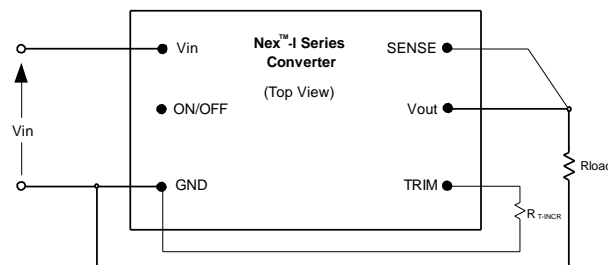 Nex™-I Series
Converter
(Top View)
Vin
SENSE
ON/OFF
Vout
Vin
GND
TRIM
Rload
R T-INCR